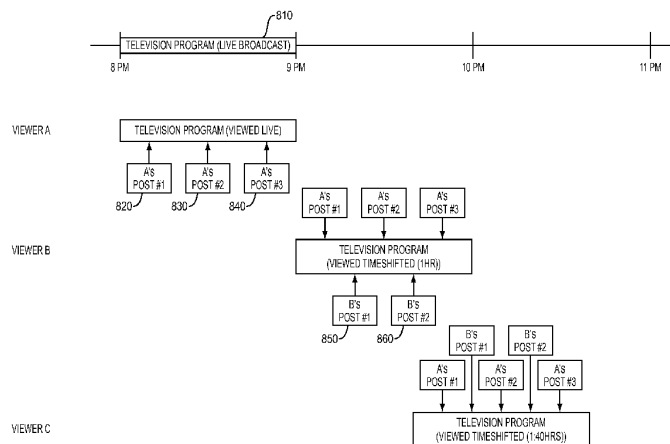 810
TELEVISION PROGRAM (LIVE BROADCAST)
8 PM 9 PM 10 PM 11 PM
VIEWER A
TELEVISION PROGRAM (VIEWED LIVE)
A's POST #1
A's POST #2
A's POST #3
820 830 840
A's POST #1
A's POST #2
A's POST #3
VIEWER B
TELEVISION PROGRAM
(VIEWED TIMESHIFTED (1HR))
B's POST #1
B's POST #2
850 860
B's POST #1
B's POST #2
A's POST #1
A's POST #2
A's POST #3
VIEWER C
TELEVISION PROGRAM
(VIEWED TIMESHIFTED (1:40HRS))